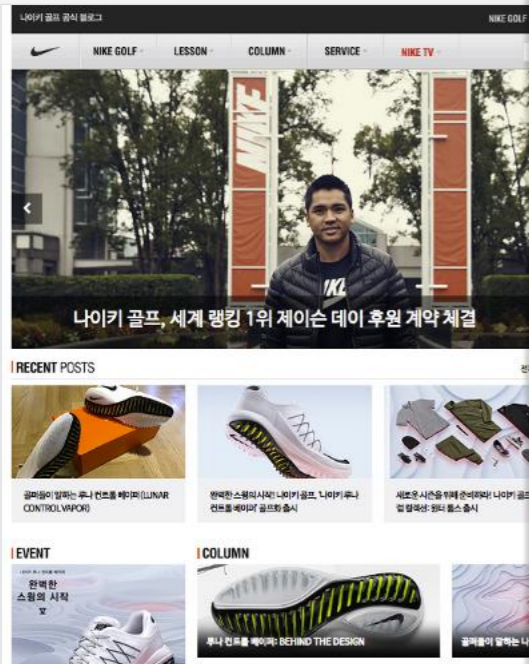 나이키 골프 공식 블로그
NIKE GOLF
NIKE GOLF
LESSON
COLUMN
SERVICE
NIKE TV
NIKE
나이키 골프, 세계 랭킹 1위 제이슨 데이 후원 계약 체결
RECENT POSTS
골퍼들이 말하는 루나 컨트롤 베이퍼(LUNAR
CONTROL VAPOR)
완벽한 스윙의 시작! 나이키 골프, '나이키 루나
컨트롤 베이퍼' 골프화 출시
새로운 시즌을 위해 준비하라! 나이키 골프
컬렉션: 윈터 툴스 출시
EVENT
COLUMN
완벽한
스윙의 시작
루나 컨트롤 베이퍼: BEHIND THE DESIGN
골퍼들이 말하는